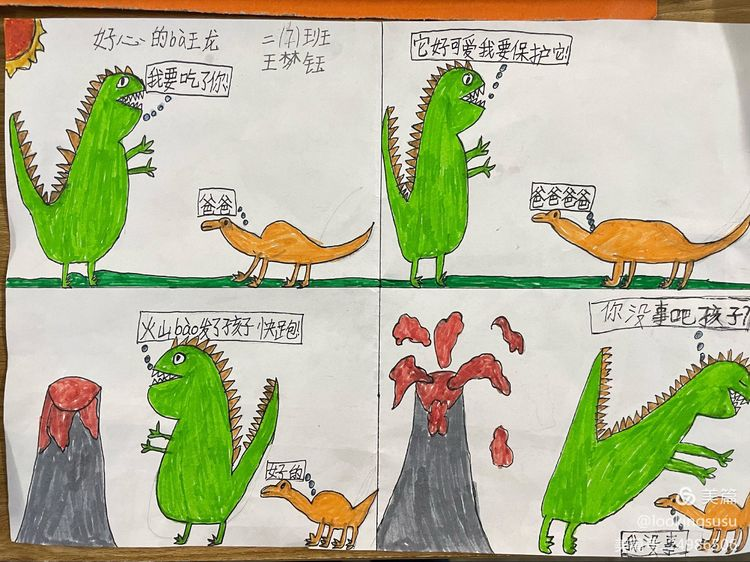 好心的bà王龙
二(7)班
王梦钰
我要吃了你!
爸爸
它好可爱我要保护它!
爸爸爸爸
火山bào发了孩子快跑!
好的
你没事吧孩子?
我没事
美篇